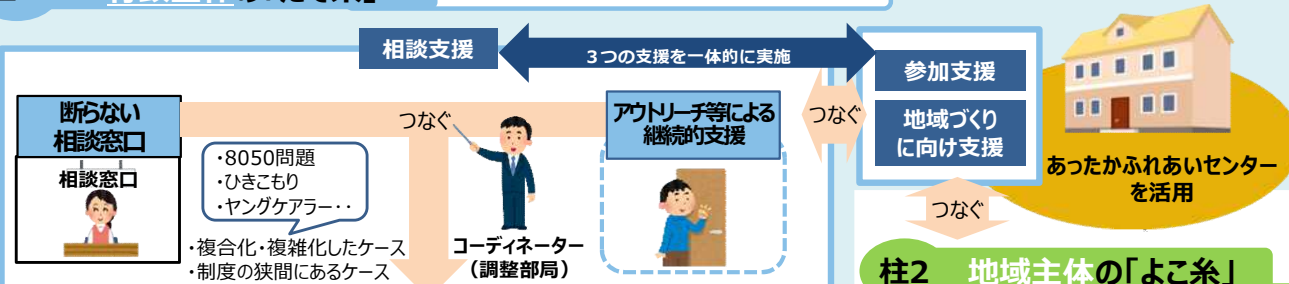 相談支援
3つの支援を一体的に実施
参加支援
地域づくり
に向け支援
つなぐ
あったかふれあいセンター
を活用
断らない
相談窓口
相談窓口
つなぐ
・8050問題
・ひきこもり
・ヤングケアラー・・
・複合化・複雑化したケース
・制度の狭間にあるケース
コーディネーター
（調整部局）
アウトリーチ等による
継続的支援
つなぐ
柱2 地域主体の「よこ糸」